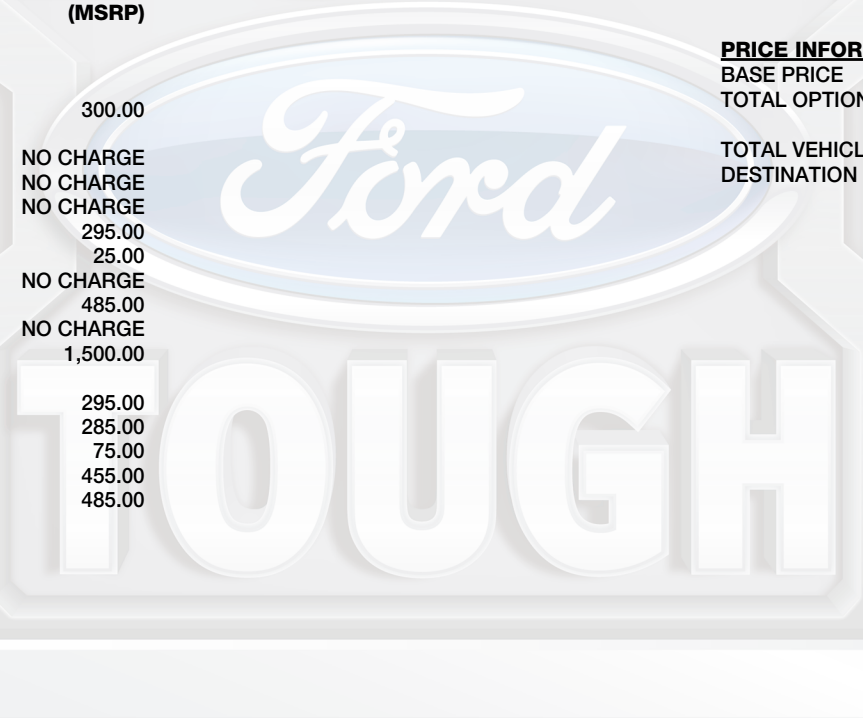 (MSRP)
300.00
NO CHARGE
NO CHARGE
NO CHARGE
295.00
25.00
NO CHARGE
485.00
NO CHARGE
1,500.00
295.00
285.00
75.00
455.00
485.00
PRICE INFOR
BASE PRICE
TOTAL OPTION
TOTAL VEHICL
DESTINATION
Ford
TOUGH